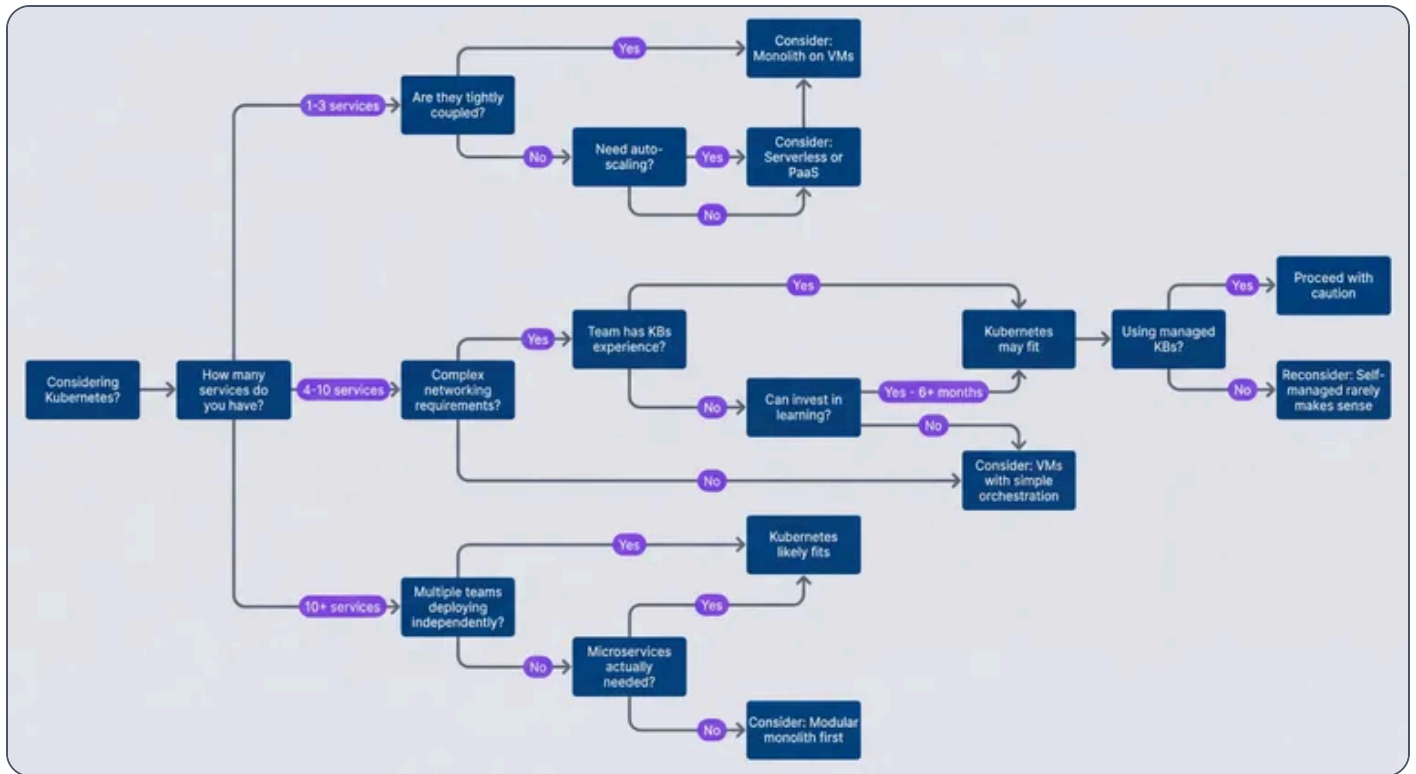 Considering
Kubernetes?
How many
services do
you have?
1-3 services
Are they tightly
coupled?
Yes
Consider:
Monolith on VMs
No
Need auto-
scaling?
Yes
Consider:
Serverless or
PaaS
No
4-10 services
Complex
networking
requirements?
Yes
Team has KBs
experience?
Yes
Kubernetes
may fit
Using managed
KBs?
Yes
Proceed with
caution
No
Reconsider: Self-
managed rarely
makes sense
No
Can invest in
learning?
Yes - 6+ months
No
Consider: VMs
with simple
orchestration
No
10+ services
Multiple teams
deploying
independently?
Yes
Kubernetes
likely fits
No
Microservices
actually
needed?
Yes
No
Consider: Modular
monolith first